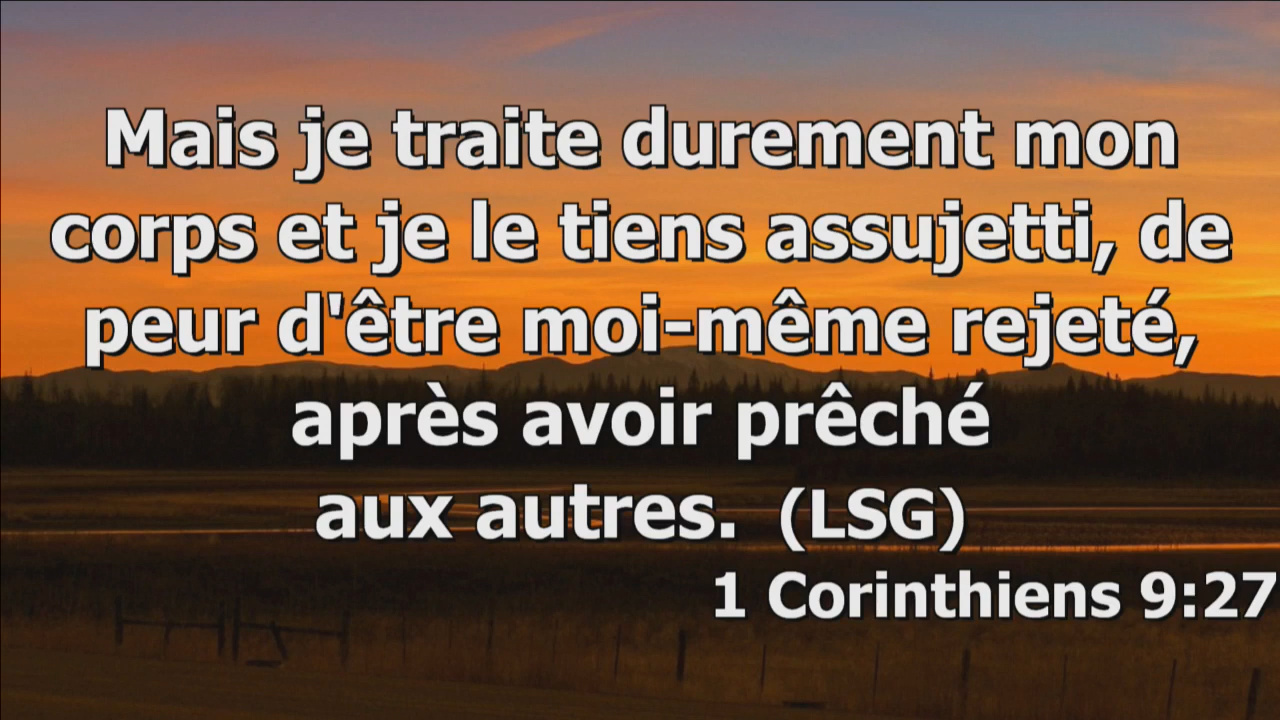 Mais je traite durement mon
corps et je le tiens assujetti, de
peur d'être moi-même rejeté,
après avoir prêché
aux autres. (LSG)
1 Corinthiens 9:27